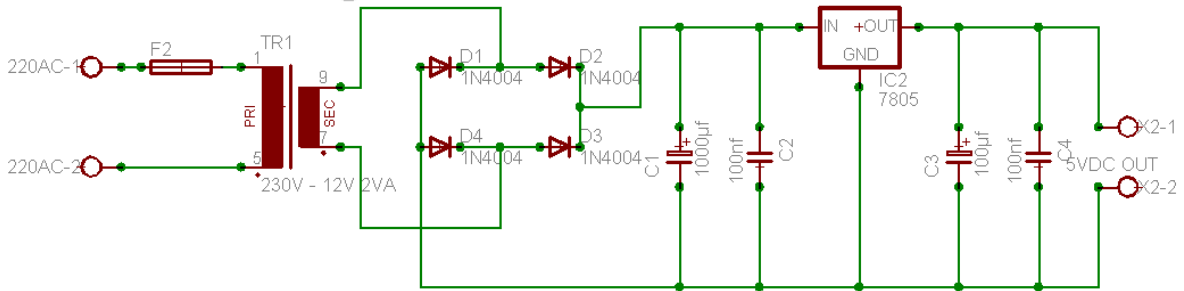 220AC-1
F2
TR1
1
9
PRI
SEC
5
7
220AC-2
230V - 12V 2VA
D1
1N4004
D2
1N4004
D4
1N4004
D3
1N4004
C1
1000µf
100nf
C2
IN
+OUT
GND
IC2
7805
C3
100µf
100nf
C4
X2-1
5VDC OUT
X2-2